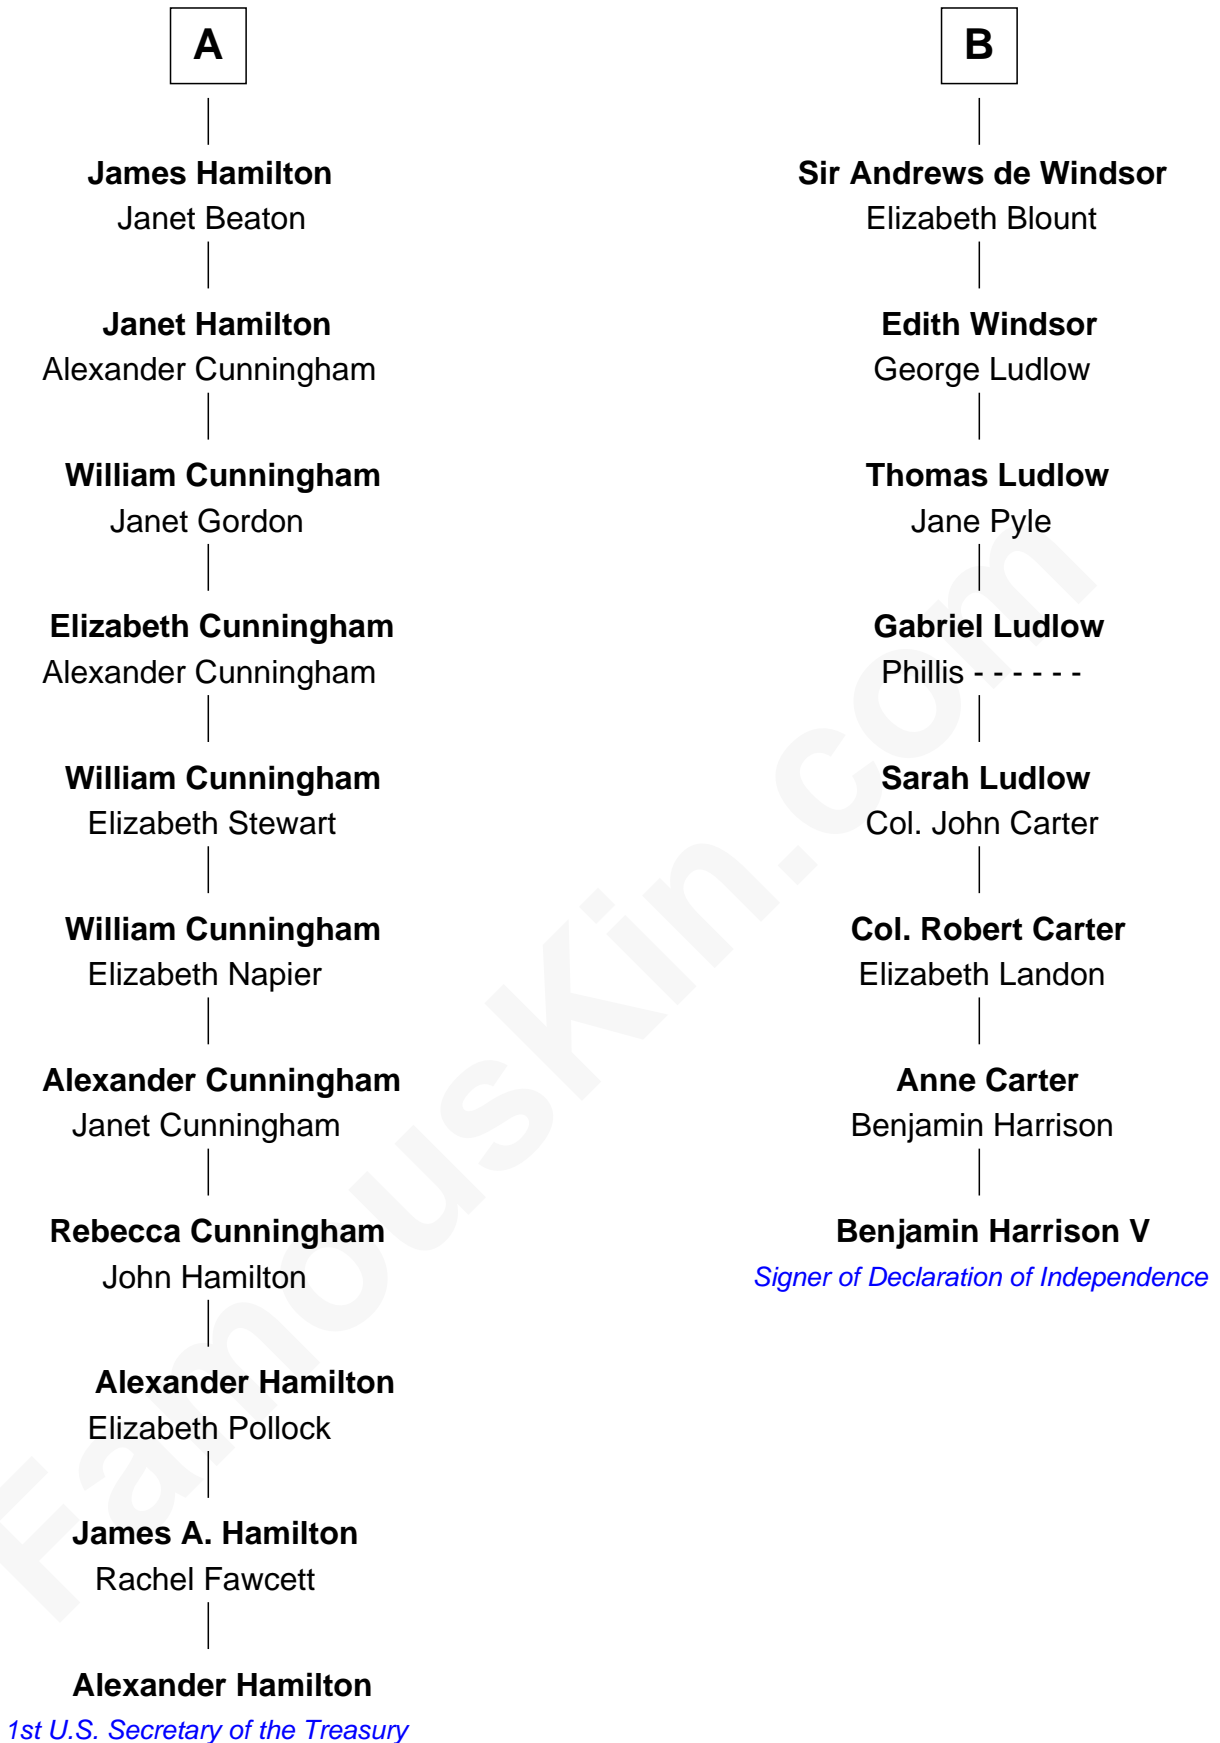 A
James Hamilton
Janet Beaton
Janet Hamilton
Alexander Cunningham
William Cunningham
Janet Gordon
Elizabeth Cunningham
Alexander Cunningham
William Cunningham
Elizabeth Stewart
William Cunningham
Elizabeth Napier
Alexander Cunningham
Janet Cunningham
Rebecca Cunningham
John Hamilton
Alexander Hamilton
Elizabeth Pollock
James A. Hamilton
Rachel Fawcett
Alexander Hamilton
1st U.S. Secretary of the Treasury
B
Sir Andrews de Windsor
Elizabeth Blount
Edith Windsor
George Ludlow
Thomas Ludlow
Jane Pyle
Gabriel Ludlow
Phillis - - - - - -
Sarah Ludlow
Col. John Carter
Col. Robert Carter
Elizabeth Landon
Anne Carter
Benjamin Harrison
Benjamin Harrison V
Signer of Declaration of Independence
FamousKin.com